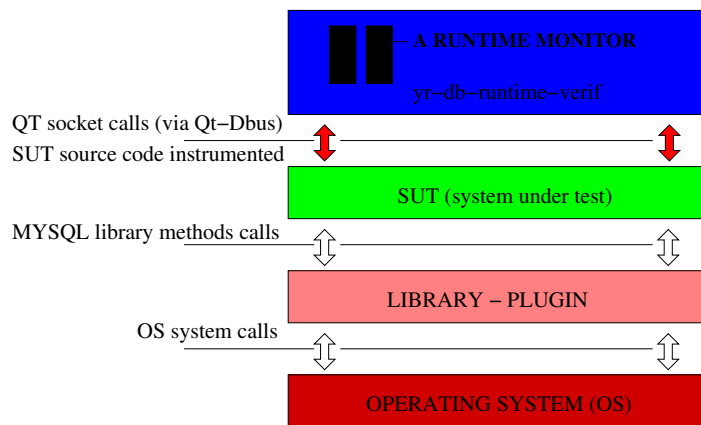 A RUNTIME MONITOR
yr−db−runtime−verif
QT socket calls (via Qt−Dbus)
SUT source code instrumented
SUT (system under test)
MYSQL library methods calls
LIBRARY − PLUGIN
OS system calls
OPERATING SYSTEM (OS)